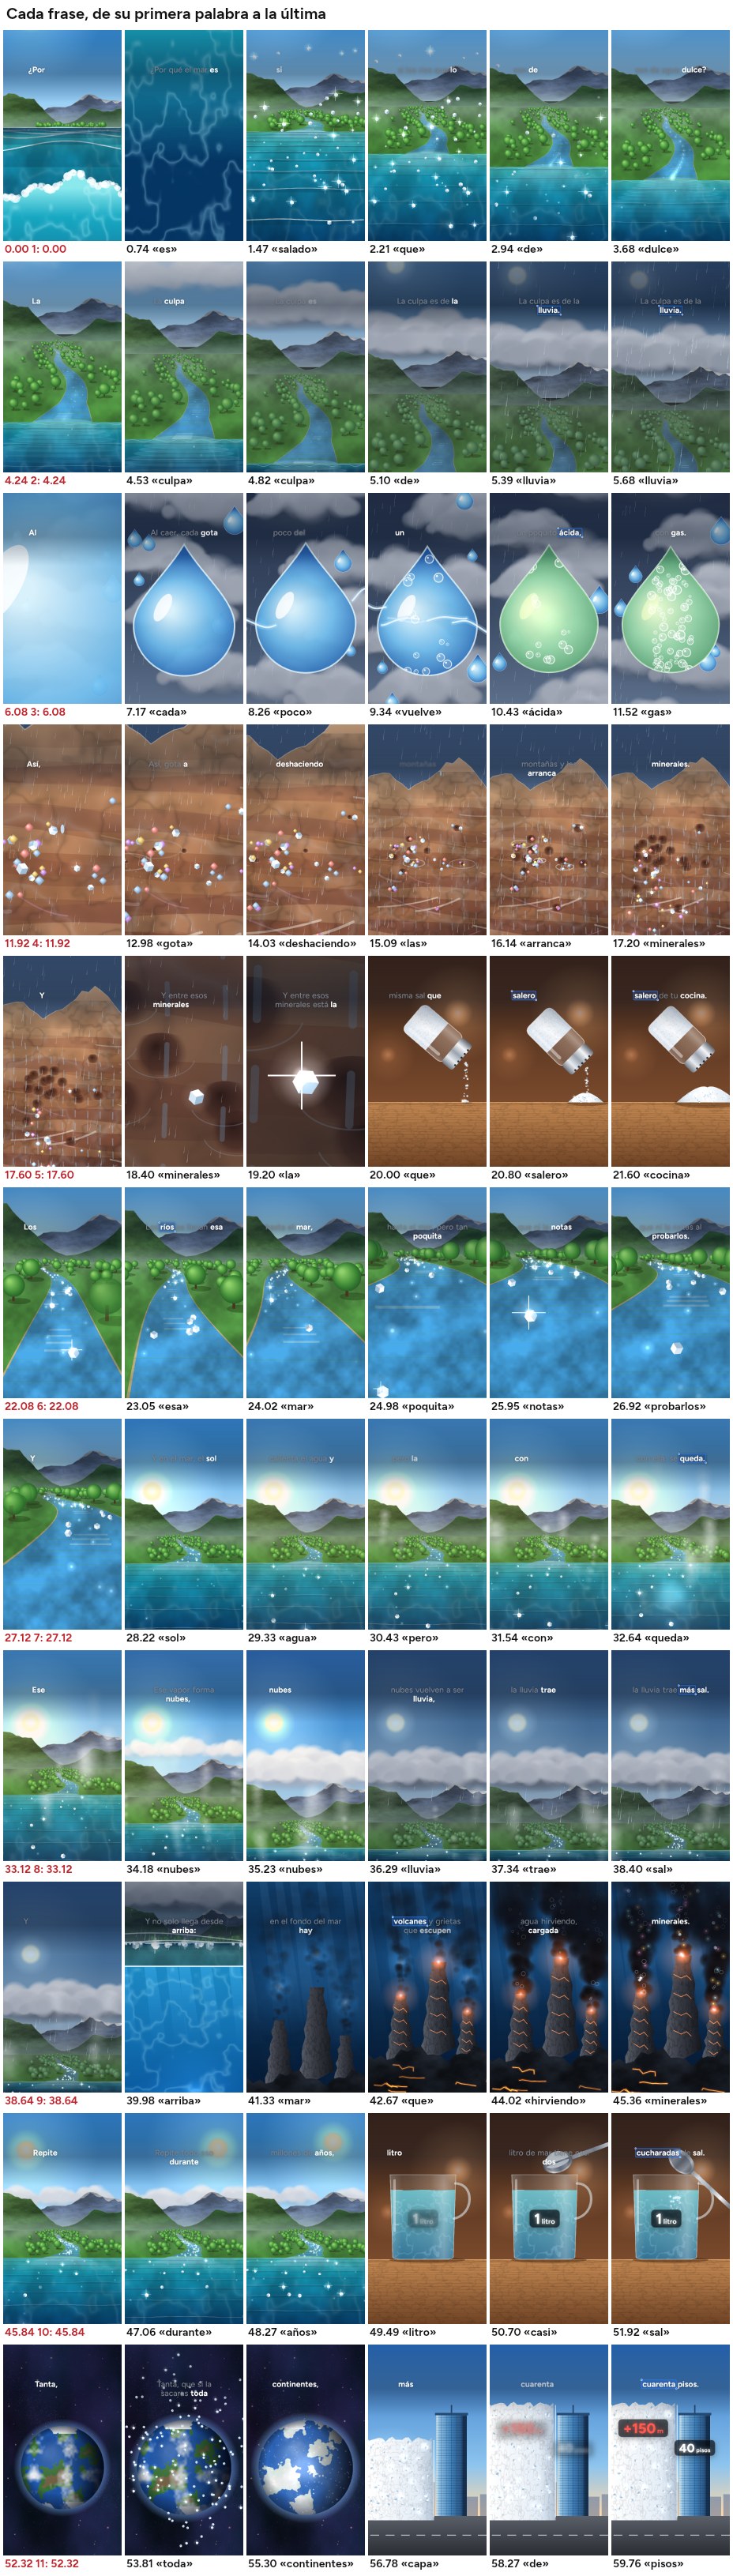 Cada frase, de su primera palabra a la última
¿Por
¿Por qué el mar es
si
lo
de
dulce?
0.00 1: 0.00
0.74 «es»
1.47 «salado»
2.21 «que»
2.94 «de»
3.68 «dulce»
La
culpa
es
La culpa es de la
La culpa es de la
lluvia.
La culpa es de la
lluvia.
4.24 2: 4.24
4.53 «culpa»
4.82 «culpa»
5.10 «de»
5.39 «lluvia»
5.68 «lluvia»
Al
Al caer, cada gota
poco del
un
ácida,
gas.
6.08 3: 6.08
7.17 «cada»
8.26 «poco»
9.34 «vuelve»
10.43 «ácida»
11.52 «gas»
Así,
Así, gota a
deshaciendo
montañas
montañas y
arranca
minerales.
11.92 4: 11.92
12.98 «gota»
14.03 «deshaciendo»
15.09 «las»
16.14 «arranca»
17.20 «minerales»
Y
Y entre esos
minerales
Y entre esos
minerales está la
misma sal que
salero
salero de tu cocina.
17.60 5: 17.60
18.40 «minerales»
19.20 «la»
20.00 «que»
20.80 «salero»
21.60 «cocina»
Los
ríos esa
mar,
pero tan
poquita
notas
al
probarlos.
22.08 6: 22.08
23.05 «esa»
24.02 «mar»
24.98 «poquita»
25.95 «notas»
26.92 «probarlos»
Y
sol
y
la
con
queda.
27.12 7: 27.12
28.22 «sol»
29.33 «agua»
30.43 «pero»
31.54 «con»
32.64 «queda»
Ese
Ese vapor forma
nubes,
nubes
nubes vuelven a ser
lluvia,
la lluvia trae
la lluvia trae más sal.
33.12 8: 33.12
34.18 «nubes»
35.23 «nubes»
36.29 «lluvia»
37.34 «trae»
38.40 «sal»
Y
Y no solo llega desde
arriba:
en el fondo del mar
hay
volcanes y grietas
que escupen
agua hirviendo,
cargada
minerales.
38.64 9: 38.64
39.98 «arriba»
41.33 «mar»
42.67 «que»
44.02 «hirviendo»
45.36 «minerales»
Repite
durante
años,
litro
1 litro
litro de mar
dos
1 litro
cucharadas de sal.
1 litro
45.84 10: 45.84
47.06 «durante»
48.27 «años»
49.49 «litro»
50.70 «casi»
51.92 «sal»
Tanta,
Tanta, que si la
sacaras toda
continentes,
más
cuarenta
cuarenta pisos.
+150 m
40 pisos
52.32 11: 52.32
53.81 «toda»
55.30 «continentes»
56.78 «capa»
58.27 «de»
59.76 «pisos»